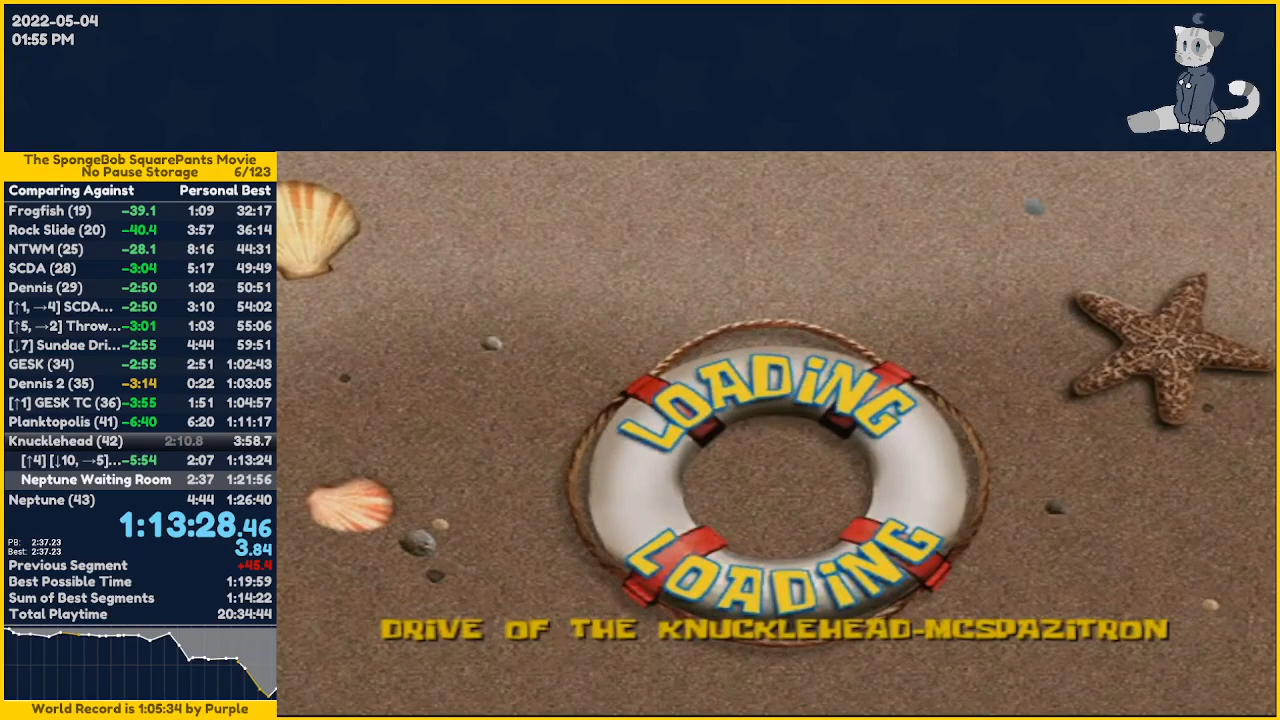 2022-05-04
01:55 PM
The SpongeBob SquarePants Movie
No Pause Storage 6/123
Comparing Against Personal Best
Frogfish (19) -39.1 1:09 32:17
Rock Slide (20) -40.4 3:57 36:14
NTWM (25) -28.1 8:16 44:31
SCDA (28) -3:04 5:17 49:49
Dennis (29) -2:50 1:02 50:51
[↑1, →4] SCDA... -2:50 3:10 54:02
[↑5, →2] Throw... -3:01 1:03 55:06
[↓7] Sundae Dri... -2:55 4:44 59:51
GESK (34) -2:55 2:51 1:02:43
Dennis 2 (35) -3:14 0:22 1:03:05
[↑1] GESK TC (36) -3:55 1:51 1:04:57
Planktopolis (41) -6:40 6:20 1:11:17
Knucklehead (42) 2:10.8 3:58.7
[↑4] [↓10, →5]... -5:54 2:07 1:13:24
Neptune Waiting Room 2:37 1:21:56
Neptune (43) 4:44 1:26:40
1:13:28.46
PB: 2:37.23
Best: 2:37.23
3.84
Previous Segment +45.4
Best Possible Time 1:19:59
Sum of Best Segments 1:14:22
Total Playtime 20:34:44
World Record is 1:05:34 by Purple
LOADING
LOADING
DRIVE OF THE KNUCKLEHEAD-MCSPAZITRON